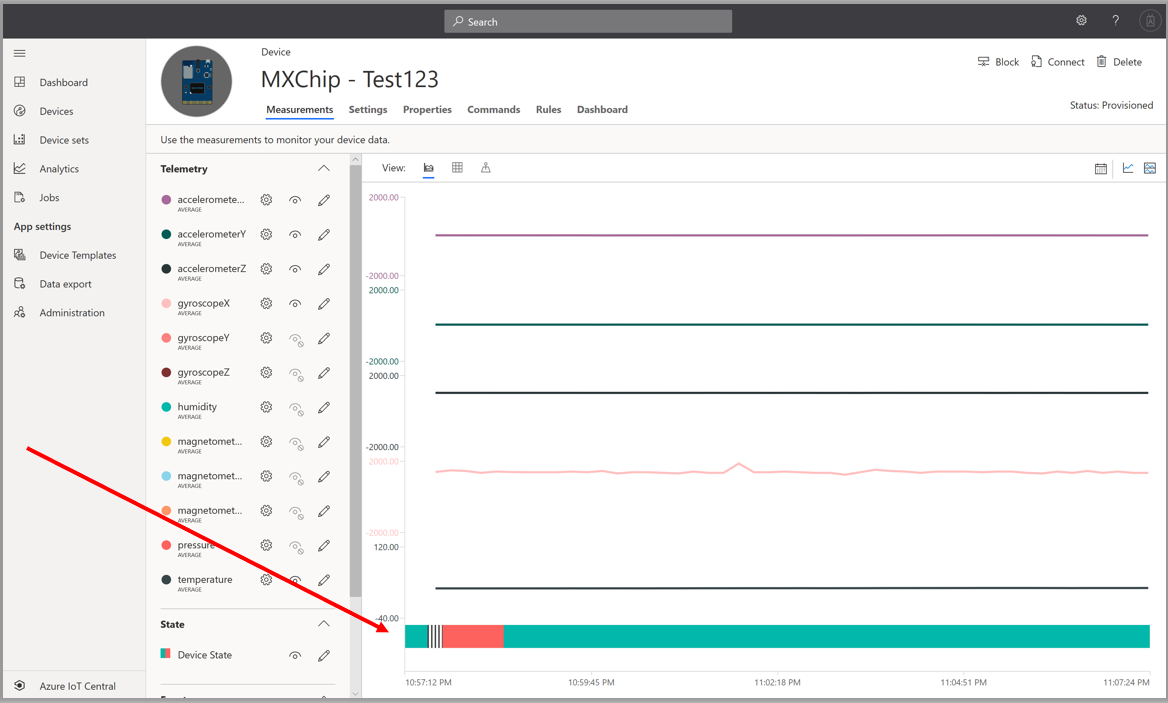 Search
?
Dashboard
Devices
Device sets
Analytics
Jobs
App settings
Device Templates
Data export
Administration
Azure IoT Central
Device
MXChip - Test123
Measurements Settings Properties Commands Rules Dashboard
Block Connect Delete
Status: Provisioned
Use the measurements to monitor your device data.
Telemetry
acceleromete...
AVERAGE
accelerometerY
AVERAGE
accelerometerZ
AVERAGE
gyroscopeX
AVERAGE
gyroscopeY
AVERAGE
gyroscopeZ
AVERAGE
humidity
AVERAGE
magnetomet...
AVERAGE
magnetomet...
AVERAGE
magnetomet...
AVERAGE
pressure
AVERAGE
temperature
AVERAGE
State
Device State
View:
2000.00
-2000.00
2000.00
-2000.00
2000.00
-2000.00
2000.00
-2000.00
120.00
-40.00
10:57:12 PM 10:59:45 PM 11:02:18 PM 11:04:51 PM 11:07:24 PM